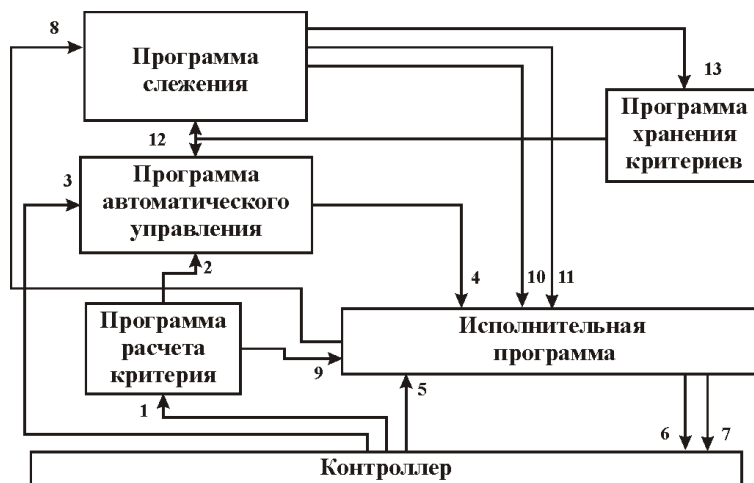 8
Программа
слежения
13
Программа
хранения
критериев
12
3
Программа
автоматического
управления
2
4
10
11
Программа
расчета
критерия
Исполнительная
программа
9
1
5
6
7
Контроллер